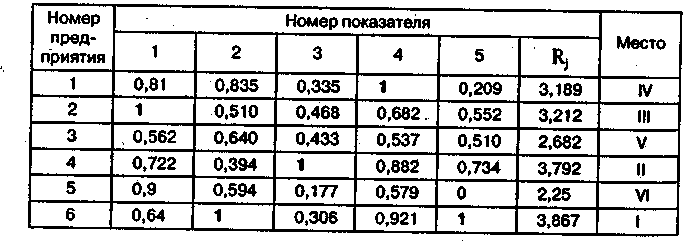 Номер пред- приятия Номер показателя Место
1 2 3 4 5 Rj
1 0,81 0,835 0,335 1 0,209 3,189 IV
2 1 0,510 0,468 0,682 0,552 3,212 III
3 0,562 0,640 0,433 0,537 0,510 2,682 V
4 0,722 0,394 1 0,882 0,734 3,792 II
5 0,9 0,594 0,177 0,579 0 2,25 VI
6 0,64 1 0,306 0,921 1 3,867 I